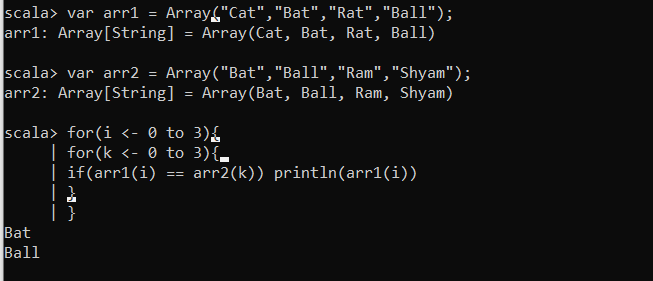 scala> var arr1 = Array("Cat","Bat","Rat","Ball");
arr1: Array[String] = Array(Cat, Bat, Rat, Ball)
scala> var arr2 = Array("Bat","Ball","Ram","Shyam");
arr2: Array[String] = Array(Bat, Ball, Ram, Shyam)
scala> for(i <- 0 to 3){
| for(k <- 0 to 3){
| if(arr1(i) == arr2(k)) println(arr1(i))
| }
| }
Bat
Ball